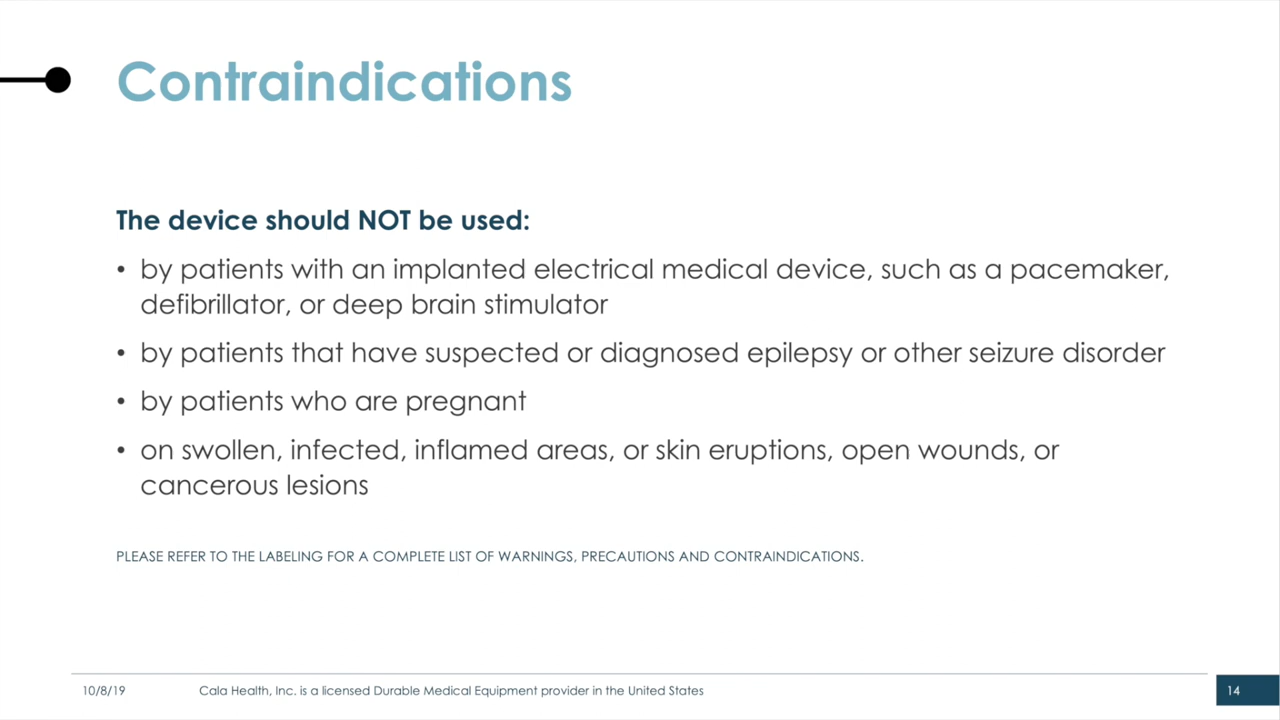 Contraindications
The device should NOT be used:
• by patients with an implanted electrical medical device, such as a pacemaker,
defibrillator, or deep brain stimulator
• by patients that have suspected or diagnosed epilepsy or other seizure disorder
• by patients who are pregnant
• on swollen, infected, inflamed areas, or skin eruptions, open wounds, or
cancerous lesions
PLEASE REFER TO THE LABELING FOR A COMPLETE LIST OF WARNINGS, PRECAUTIONS AND CONTRAINDICATIONS.
10/8/19 Cala Health, Inc. is a licensed Durable Medical Equipment provider in the United States 14